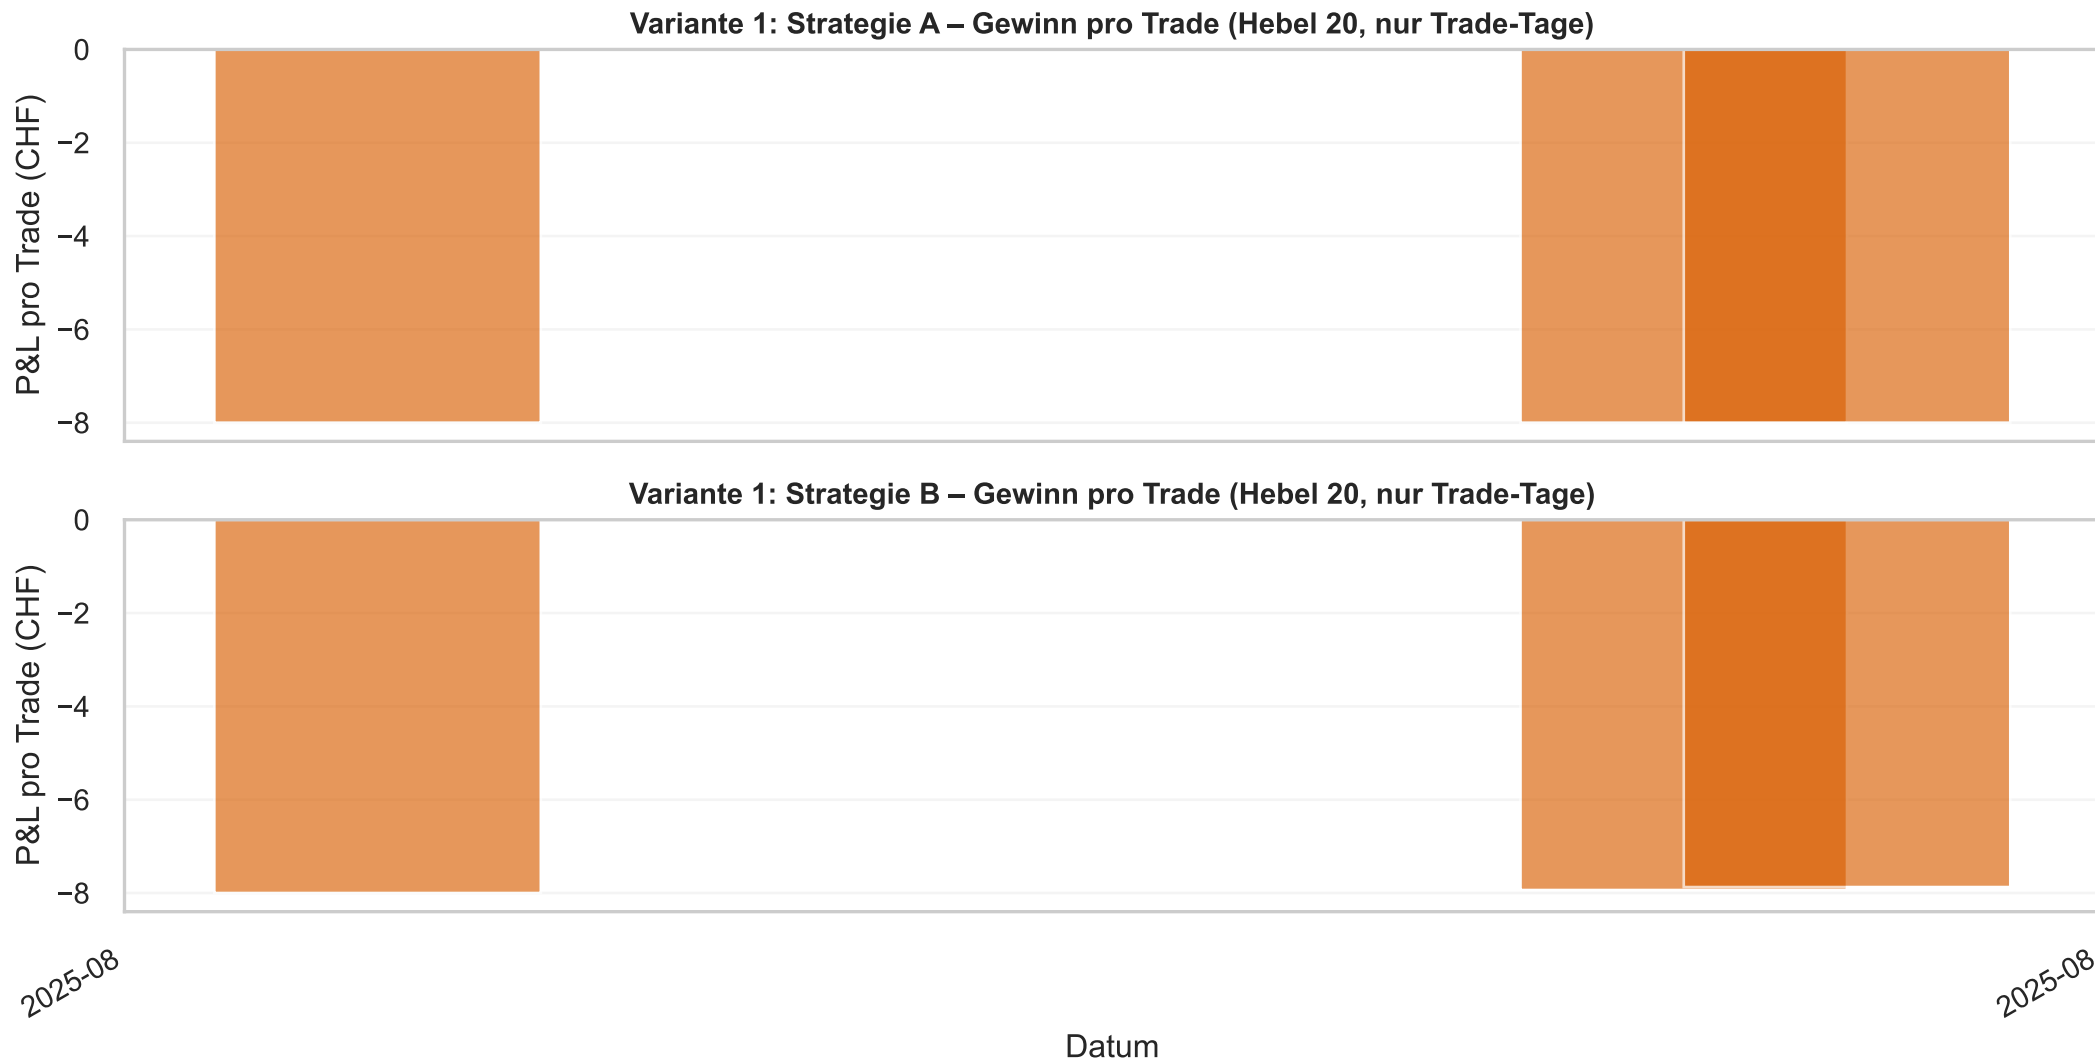 Variante 1: Strategie A – Gewinn pro Trade (Hebel 20, nur Trade-Tage)
P&L pro Trade (CHF)
0
−2
−4
−6
−8
Variante 1: Strategie B – Gewinn pro Trade (Hebel 20, nur Trade-Tage)
P&L pro Trade (CHF)
0
−2
−4
−6
−8
2025-08
2025-08
Datum